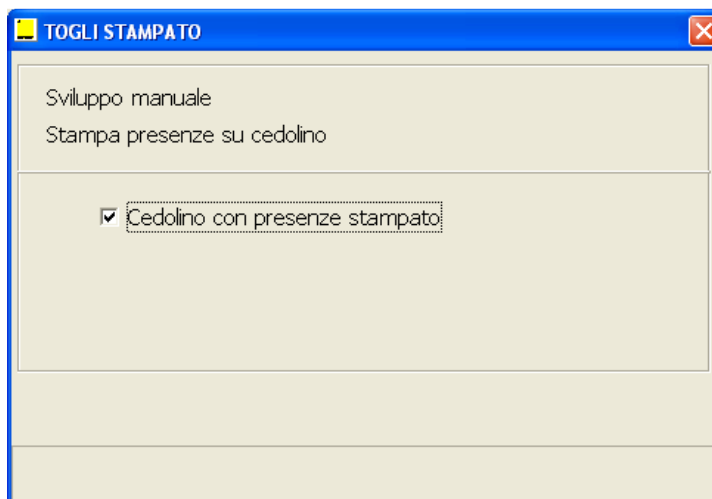 TOGLI STAMPATO
Sviluppo manuale
Stampa presenze su cedolino
Cedolino con presenze stampato